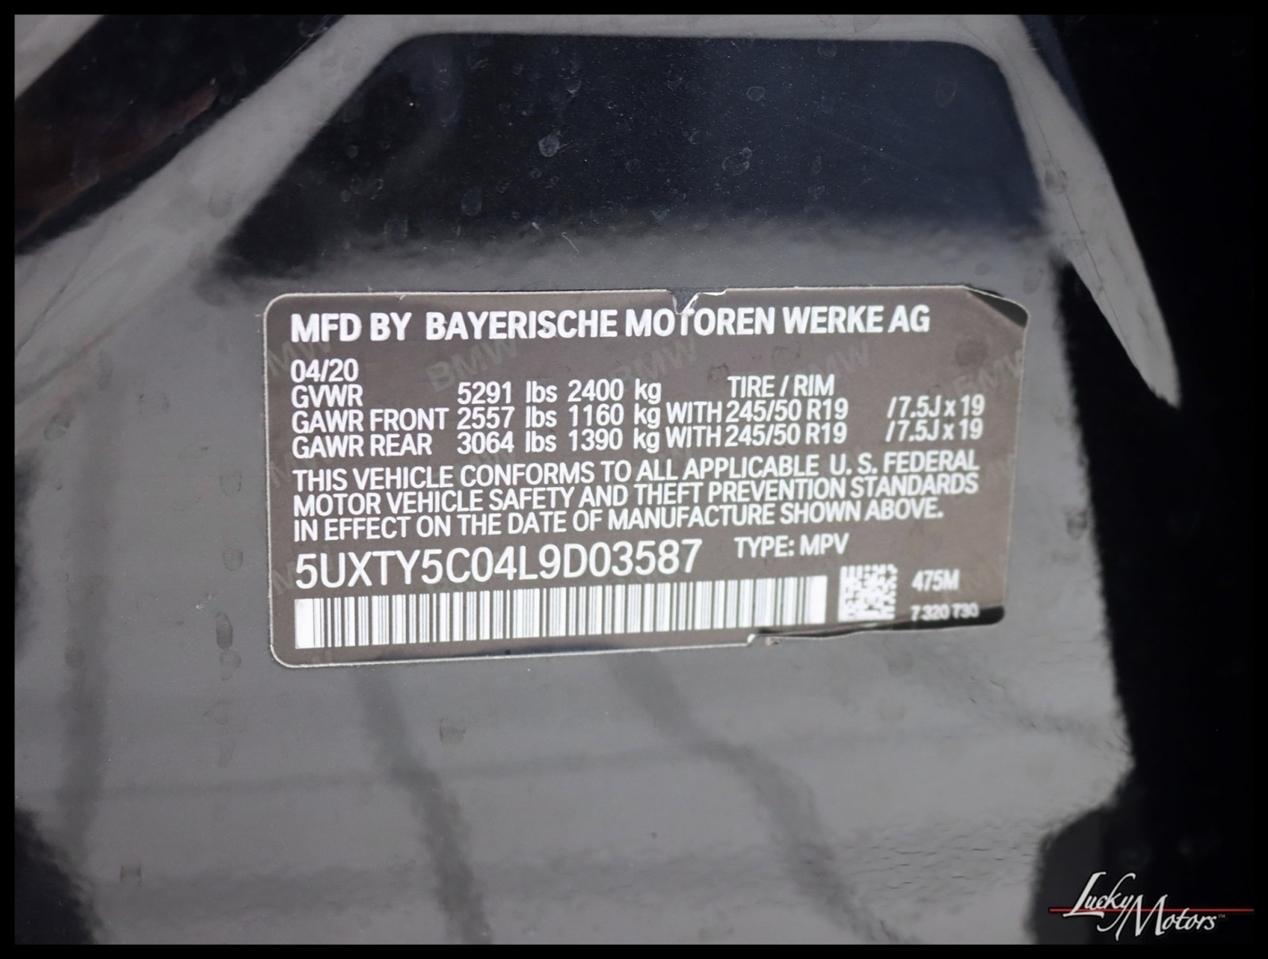 MFD BY BAYERISCHE MOTOREN WERKE AG
04/20
GVWR 5291 lbs 2400 kg TIRE / RIM
GAWR FRONT 2557 lbs 1160 kg WITH 245/50 R19 /7.5J x 19
GAWR REAR 3064 lbs 1390 kg WITH 245/50 R19 /7.5J x 19
THIS VEHICLE CONFORMS TO ALL APPLICABLE U. S. FEDERAL
MOTOR VEHICLE SAFETY AND THEFT PREVENTION STANDARDS
IN EFFECT ON THE DATE OF MANUFACTURE SHOWN ABOVE.
5UXTY5C04L9D03587 TYPE: MPV
475M
7 320 730
Lucky Motors